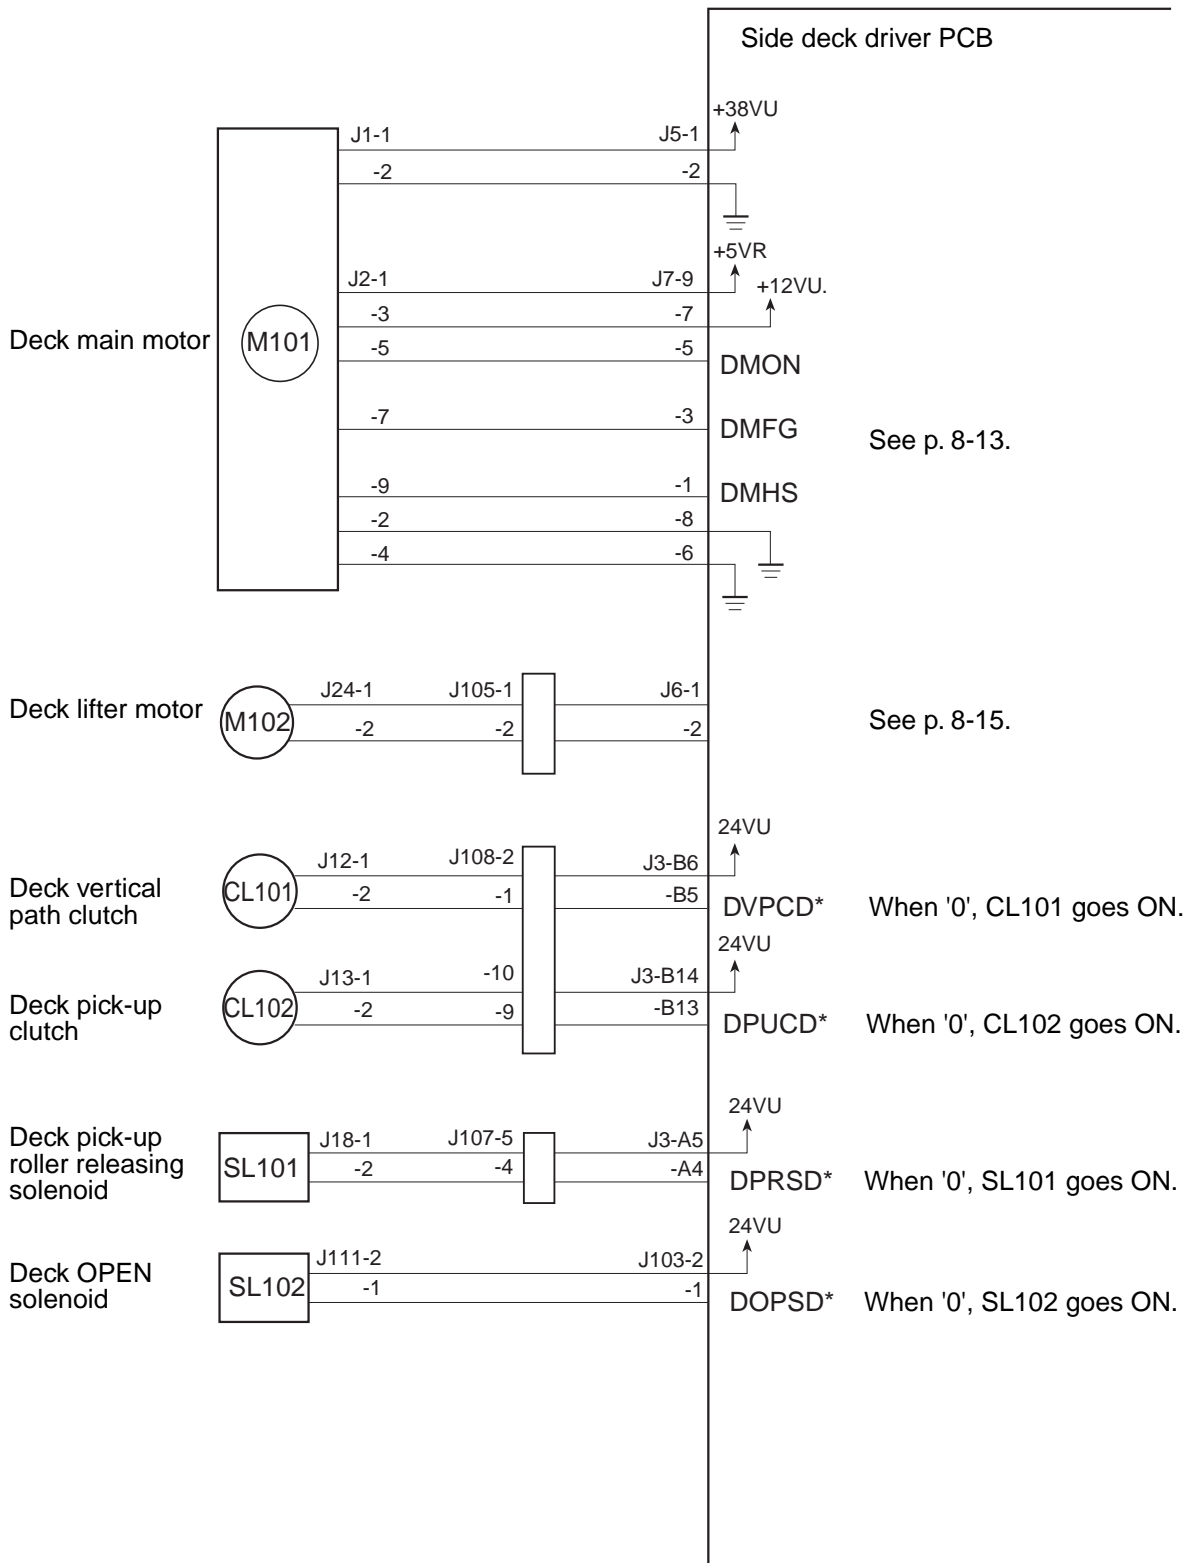 Side deck driver PCB
+38VU
J1-1 J5-1
-2 -2
+5VR
J2-1 J7-9 +12VU.
-3 -7
Deck main motor M101
-5 -5 DMON
-7 -3 DMFG See p. 8-13.
-9 -1 DMHS
-2 -8
-4 -6
J24-1 J105-1 J6-1
Deck lifter motor M102 See p. 8-15.
-2 -2 -2
24VU
J12-1 J108-2 J3-B6
Deck vertical
path clutch
CL101 -2 -1 -B5 DVPCD* When '0', CL101 goes ON.
24VU
J13-1 -10 J3-B14
Deck pick-up
clutch
CL102 -2 -9 -B13 DPUCD* When '0', CL102 goes ON.
24VU
J18-1 J107-5 J3-A5
Deck pick-up
roller releasing
solenoid
SL101 -2 -4 -A4 DPRSD* When '0', SL101 goes ON.
24VU
J111-2 J103-2
Deck OPEN
solenoid
SL102 -1 -1 DOPSD* When '0', SL102 goes ON.